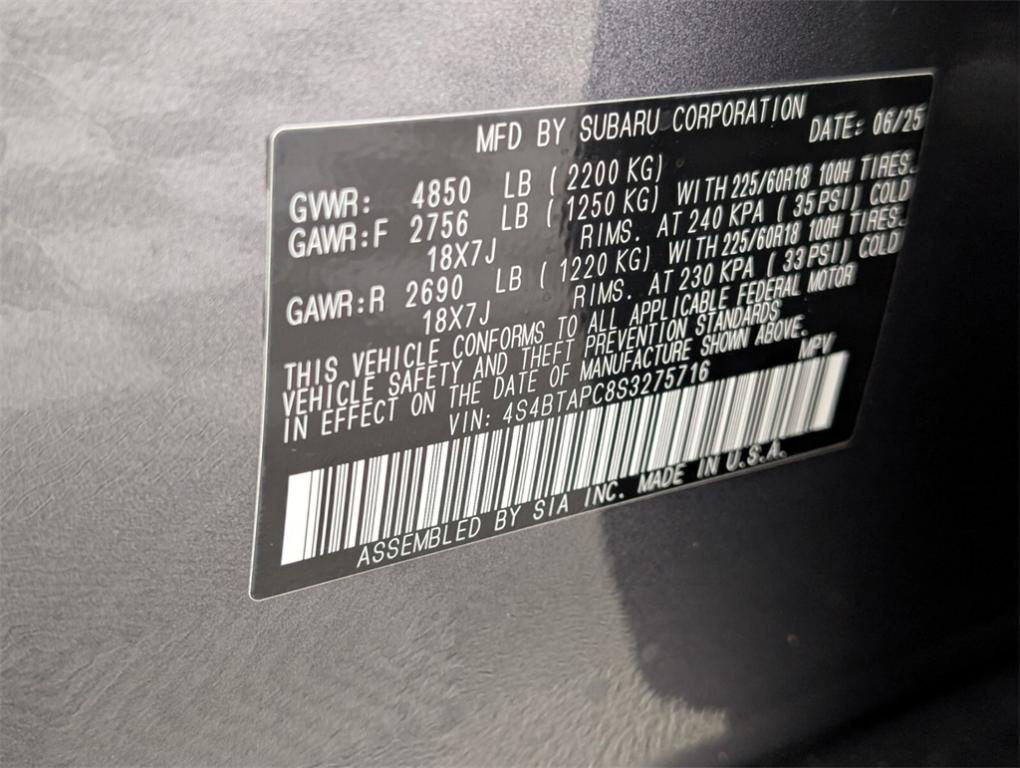 MFD BY SUBARU CORPORATION DATE: 06/25
GVWR: 4850 LB ( 2200 KG)
GAWR:F 2756 LB ( 1250 KG) WITH 225/60R18 100H TIRES.
18X7J RIMS. AT 240 KPA ( 35PSI) COLD
GAWR:R 2690 LB ( 1220 KG) WITH 225/60R18 100H TIRES.
18X7J RIMS. AT 230 KPA ( 33PSI) COLD
THIS VEHICLE CONFORMS TO ALL APPLICABLE FEDERAL MOTOR
VEHICLE SAFETY AND THEFT PREVENTION STANDARDS
IN EFFECT ON THE DATE OF MANUFACTURE SHOWN ABOVE.
VIN: 4S4BTAPC8S3275716 MPV
ASSEMBLED BY SIA INC. MADE IN U.S.A.